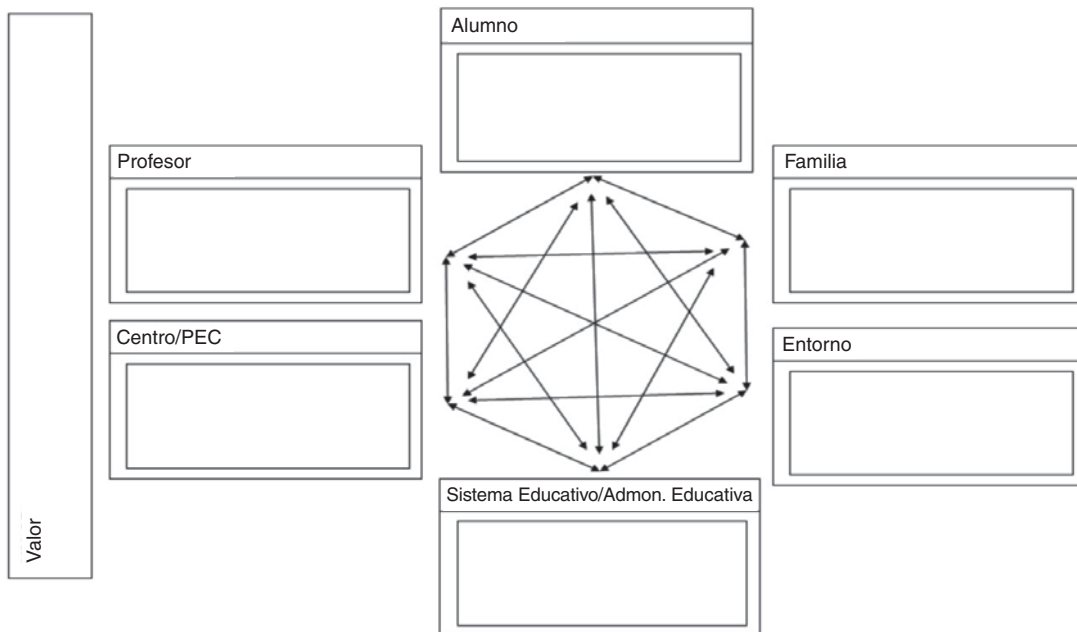 Alumno
Profesor
Familia
Centro/PEC
Entorno
Sistema Educativo/Admon. Educativa
Valor